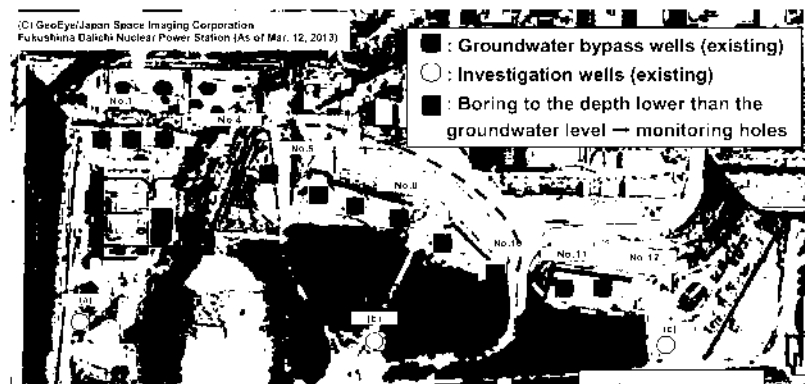 (C) GeoEye/Japan Space Imaging Corporation
Fukushima Daiichi Nuclear Power Station (As of Mar. 12, 2013)
: Groundwater bypass wells (existing)
: Investigation wells (existing)
: Boring to the depth lower than the
groundwater level → monitoring holes
No.1
No.4
No.5
No.10
No.11
No.12
(a)
(b)
(c)